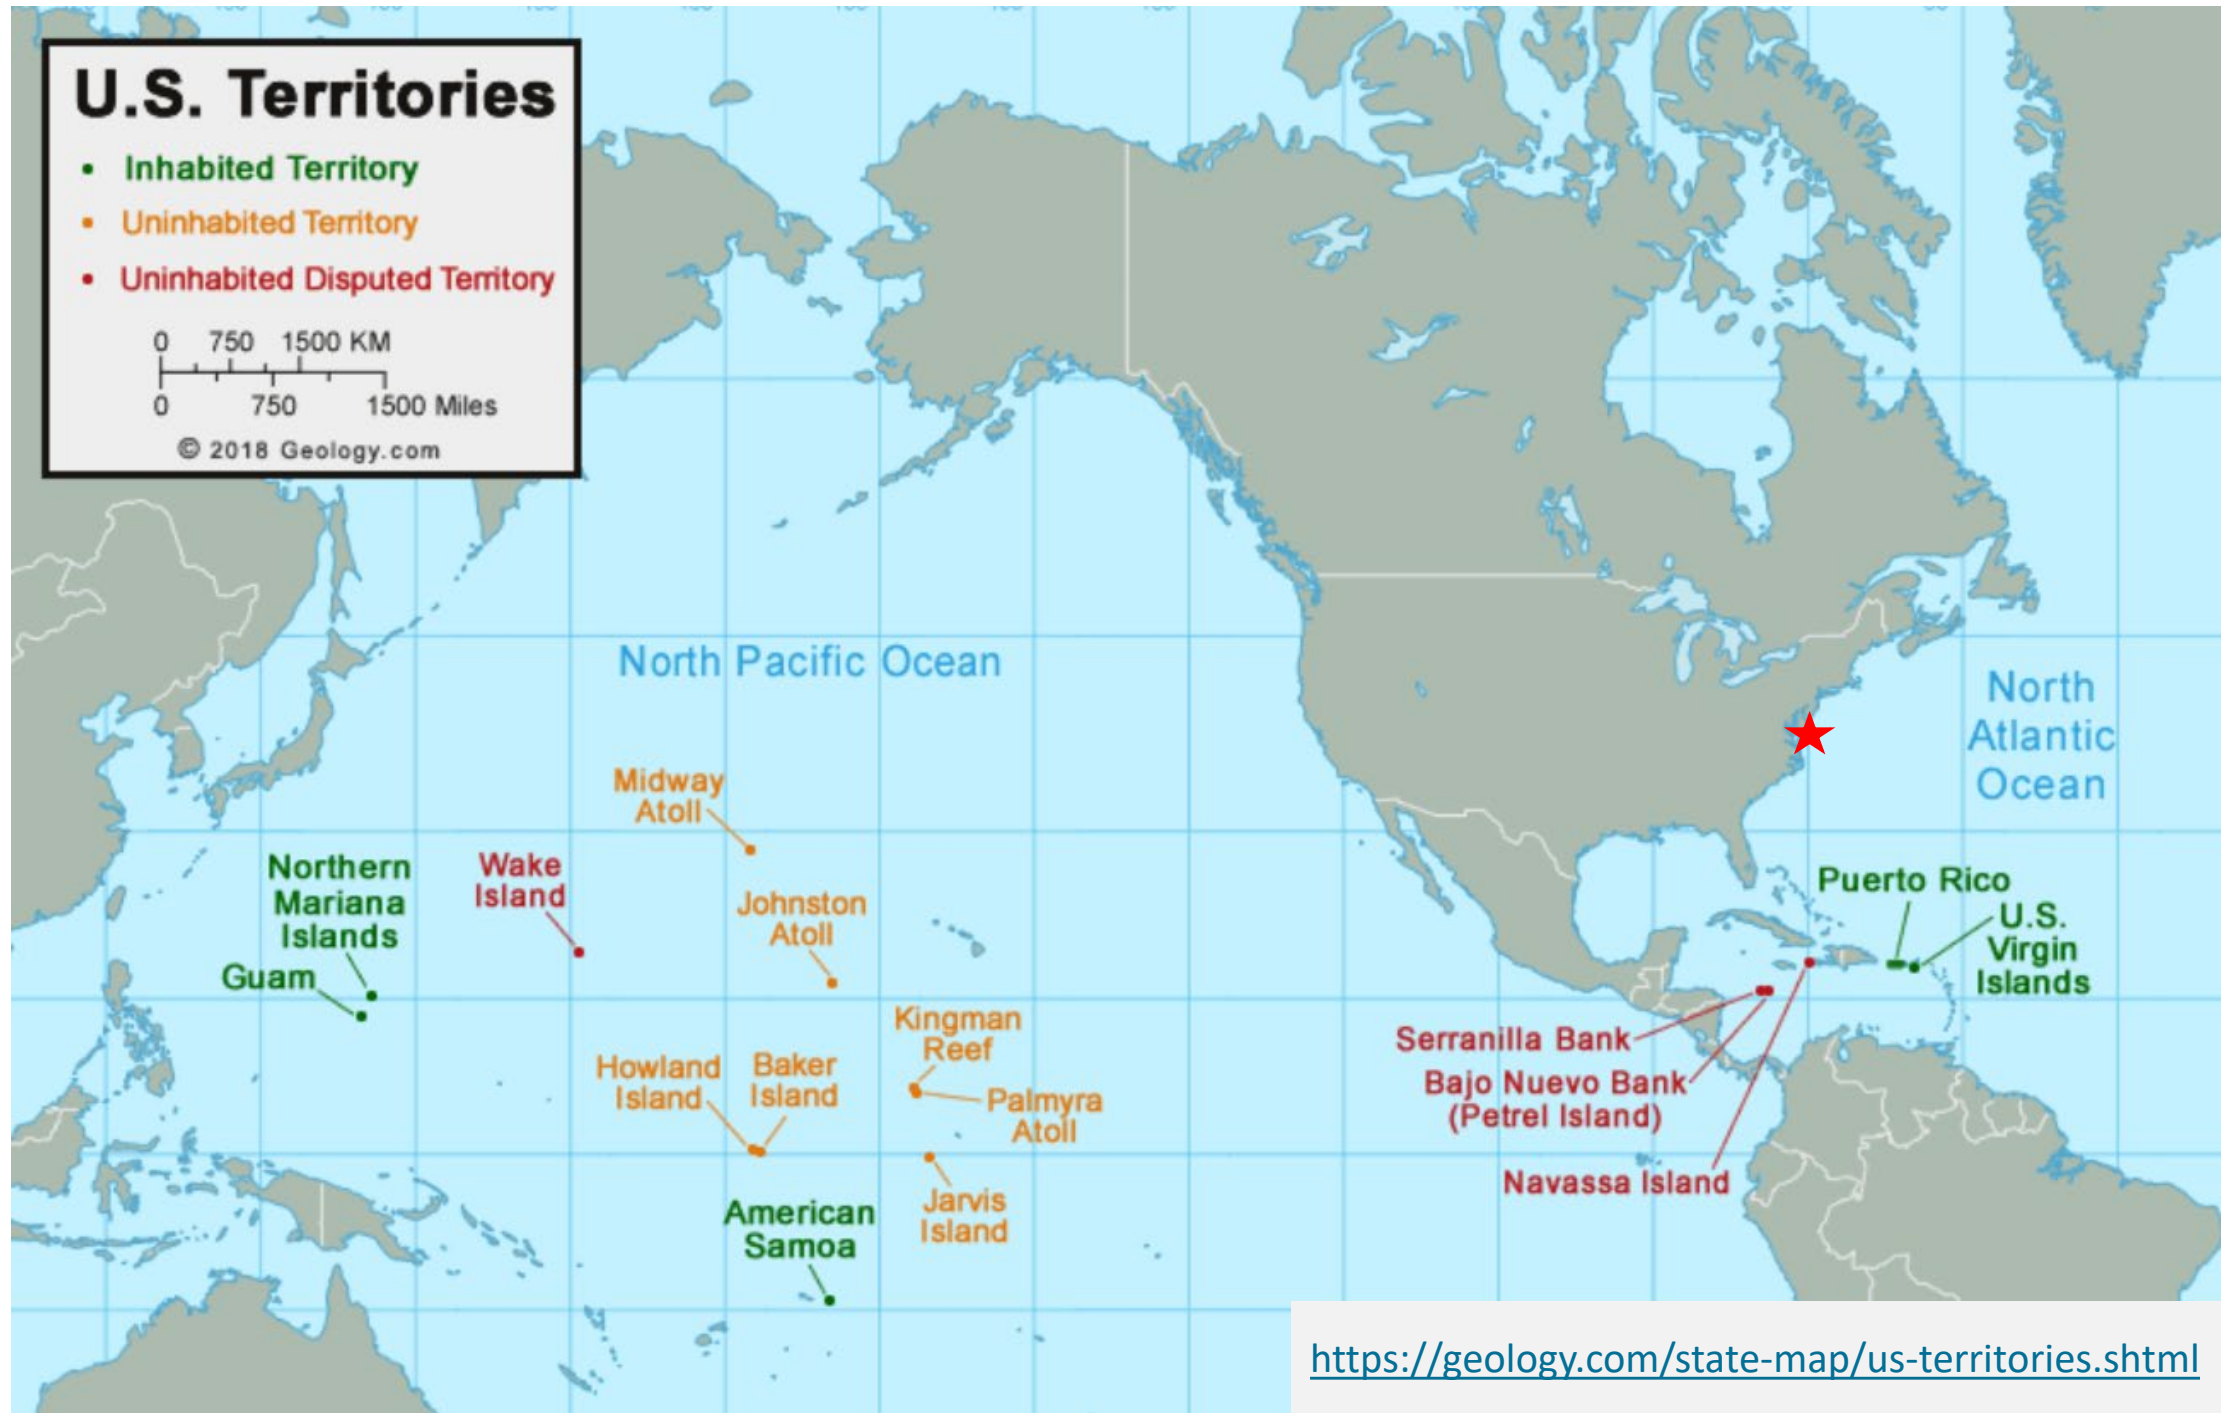 U.S. Territories
Inhabited Territory
Uninhabited Territory
Uninhabited Disputed Territory
0 750 1500 KM
0 750 1500 Miles
© 2018 Geology.com
North Pacific Ocean
North
Atlantic
Ocean
Midway
Atoll
Northern
Mariana
Islands
Guam
Wake
Island
Johnston
Atoll
Kingman
Reef
Howland
Island
Baker
Island
Palmyra
Atoll
Jarvis
Island
American
Samoa
Puerto Rico
U.S.
Virgin
Islands
Serranilla Bank
Bajo Nuevo Bank
(Petrel Island)
Navassa Island
https://geology.com/state-map/us-territories.shtml